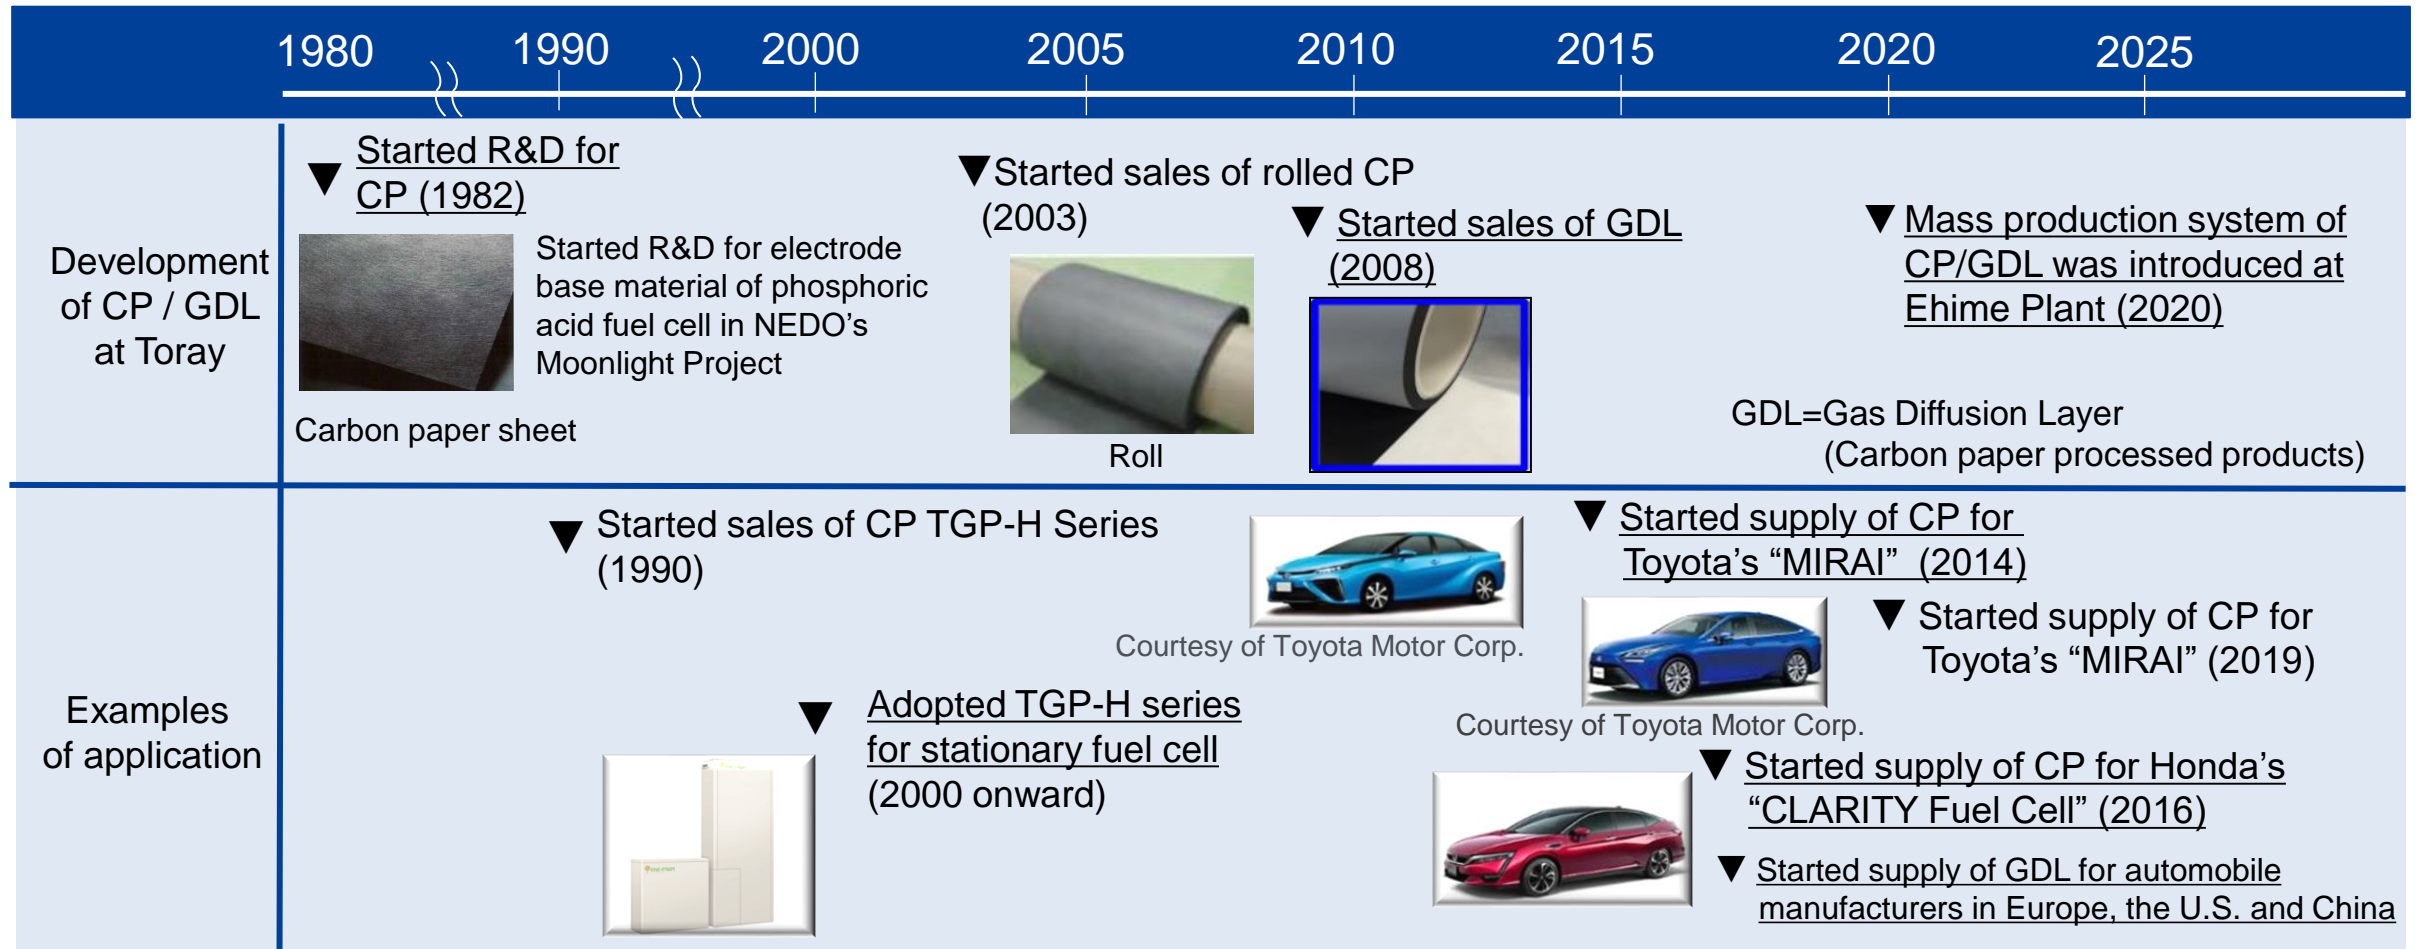 1980
1990
2000
2005
2010
2015
2020
2025
Development
of CP / GDL
at Toray
▼ Started R&D for
CP (1982)
Started R&D for electrode
base material of phosphoric
acid fuel cell in NEDO’s
Moonlight Project
Carbon paper sheet
▼Started sales of rolled CP
(2003)
Roll
▼ Started sales of GDL
(2008)
▼ Mass production system of
CP/GDL was introduced at
Ehime Plant (2020)
GDL=Gas Diffusion Layer
(Carbon paper processed products)
Examples
of application
▼ Started sales of CP TGP-H Series
(1990)
▼ Adopted TGP-H series
for stationary fuel cell
(2000 onward)
Courtesy of Toyota Motor Corp.
▼ Started supply of CP for
Toyota’s “MIRAI” (2014)
Courtesy of Toyota Motor Corp.
▼ Started supply of CP for
Toyota’s “MIRAI” (2019)
▼ Started supply of CP for Honda’s
“CLARITY Fuel Cell” (2016)
▼ Started supply of GDL for automobile
manufacturers in Europe, the U.S. and China